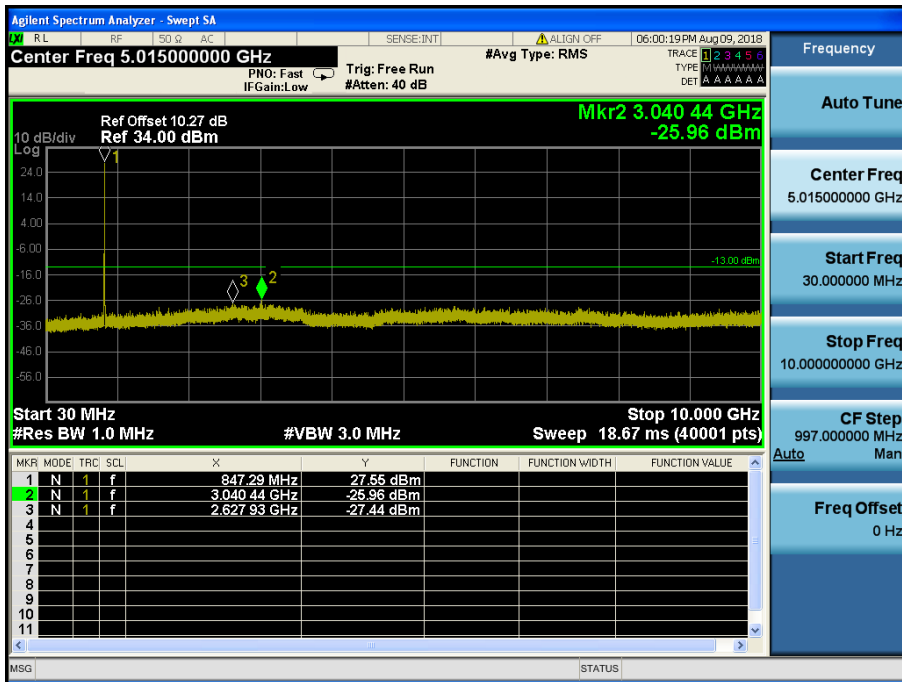 Agilent Spectrum Analyzer - Swept SA
LXI RL RF 50 Ω AC SENSE:INT ALIGN OFF 06:00:19 PM Aug 09, 2018
Center Freq 5.015000000 GHz #Avg Type: RMS TRACE 1 2 3 4 5 6
PNO: Fast Trig: Free Run TYPE MWWWWW
IFGain:Low #Atten: 40 dB DET A A A A A A
Mkr2 3.040 44 GHz
-25.96 dBm
Ref Offset 10.27 dB
10 dB/div Ref 34.00 dBm
Log
1
24.0
14.0
4.00
-6.00
-13.00 dBm
-16.0
3 2
-26.0
-36.0
-46.0
-56.0
Start 30 MHz Stop 10.000 GHz
#Res BW 1.0 MHz #VBW 3.0 MHz Sweep 18.67 ms (40001 pts)
MKR MODE TRC SCL X Y FUNCTION FUNCTION WIDTH FUNCTION VALUE
1 N 1 f 847.29 MHz 27.55 dBm
2 N 1 f 3.040 44 GHz -25.96 dBm
3 N 1 f 2.627 93 GHz -27.44 dBm
4
5
6
7
8
9
10
11
MSG STATUS
Frequency
Auto Tune
Center Freq
5.015000000 GHz
Start Freq
30.000000 MHz
Stop Freq
10.000000000 GHz
CF Step
997.000000 MHz
Auto Man
Freq Offset
0 Hz